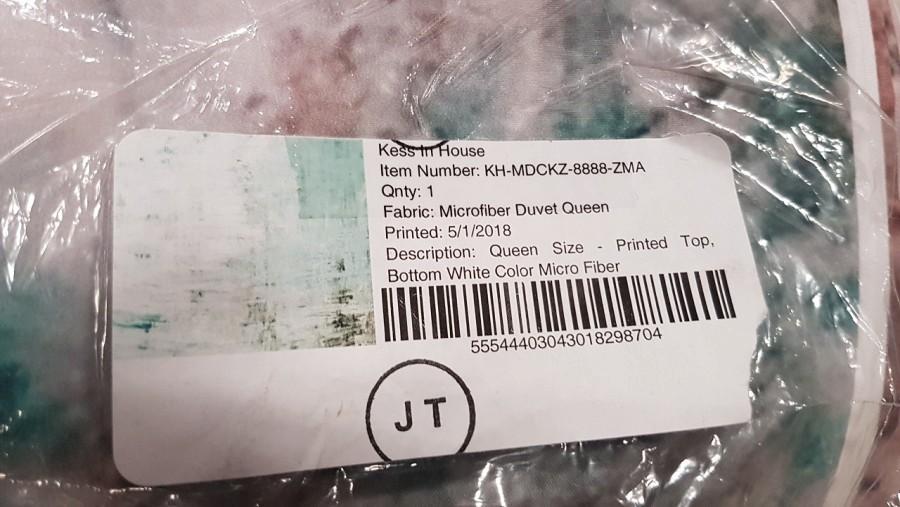 Kess In House
Item Number: KH-MDCKZ-8888-ZMA
Qnty: 1
Fabric: Microfiber Duvet Queen
Printed: 5/1/2018
Description: Queen Size - Printed Top,
Bottom White Color Micro Fiber
55544403043018298704
JT